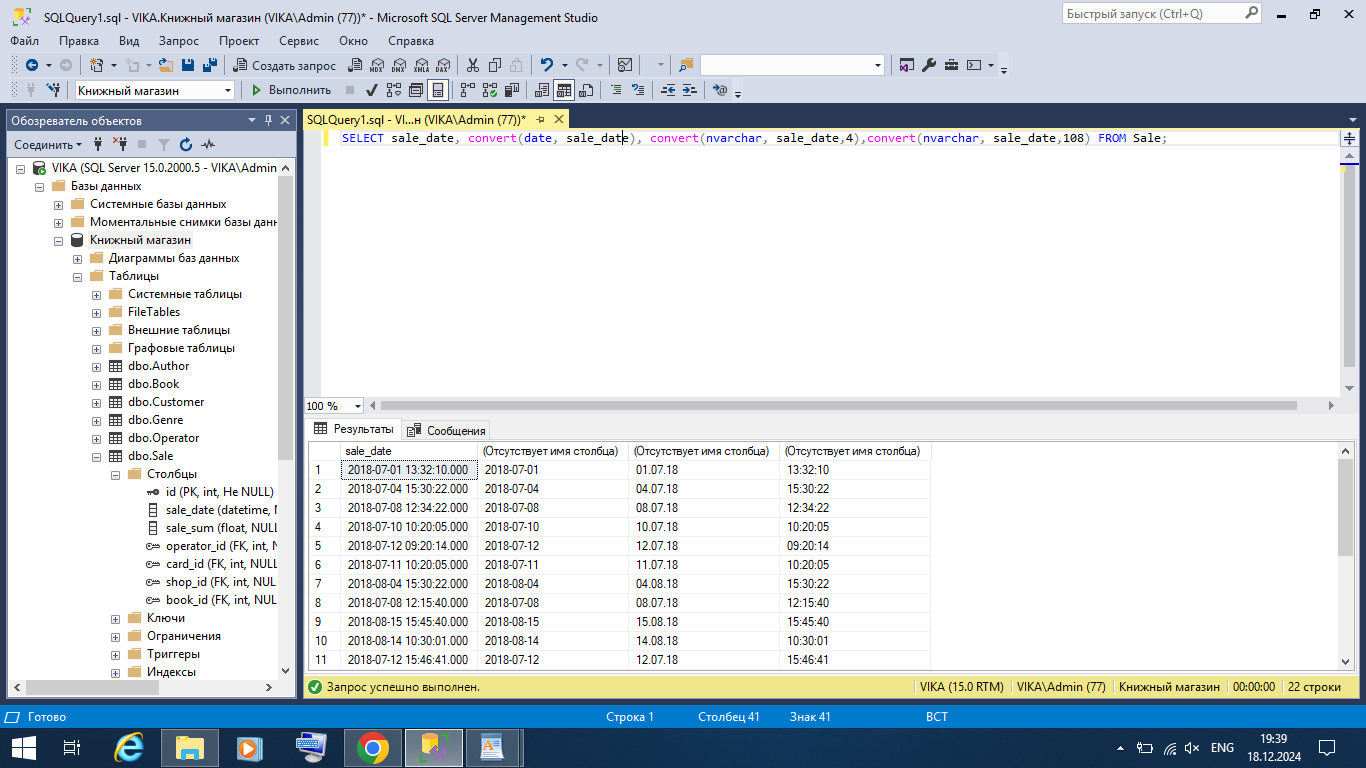 SQLQuery1.sql - VIKA.Книжный магазин (VIKA\Admin (77))* - Microsoft SQL Server Management Studio
Быстрый запуск (Ctrl+Q)
Файл Правка Вид Запрос Проект Сервис Окно Справка
Создать запрос MDX DMX XMLA DAX
Книжный магазин Выполнить
Обозреватель объектов
Соединить
VIKA (SQL Server 15.0.2000.5 - VIKA\Admin
Базы данных
Системные базы данных
Моментальные снимки базы данн
Книжный магазин
Диаграммы баз данных
Таблицы
Системные таблицы
FileTables
Внешние таблицы
Графовые таблицы
dbo.Author
dbo.Book
dbo.Customer
dbo.Genre
dbo.Operator
dbo.Sale
Столбцы
id (PK, int, Не NULL)
sale_date (datetime, 
sale_sum (float, NULL
operator_id (FK, int, 
card_id (FK, int, NUL
shop_id (FK, int, NUL
book_id (FK, int, NUL
Ключи
Ограничения
Триггеры
Индексы
SQLQuery1.sql - VI...н (VIKA\Admin (77))*
SELECT sale_date, convert(date, sale_date), convert(nvarchar, sale_date,4),convert(nvarchar, sale_date,108) FROM Sale;
100 %
Результаты Сообщения
sale_date (Отсутствует имя столбца) (Отсутствует имя столбца) (Отсутствует имя столбца)
1 2018-07-01 13:32:10.000 2018-07-01 01.07.18 13:32:10
2 2018-07-04 15:30:22.000 2018-07-04 04.07.18 15:30:22
3 2018-07-08 12:34:22.000 2018-07-08 08.07.18 12:34:22
4 2018-07-10 10:20:05.000 2018-07-10 10.07.18 10:20:05
5 2018-07-12 09:20:14.000 2018-07-12 12.07.18 09:20:14
6 2018-07-11 10:20:05.000 2018-07-11 11.07.18 10:20:05
7 2018-08-04 15:30:22.000 2018-08-04 04.08.18 15:30:22
8 2018-07-08 12:15:40.000 2018-07-08 08.07.18 12:15:40
9 2018-08-15 15:45:40.000 2018-08-15 15.08.18 15:45:40
10 2018-08-14 10:30:01.000 2018-08-14 14.08.18 10:30:01
11 2018-07-12 15:46:41.000 2018-07-12 12.07.18 15:46:41
Запрос успешно выполнен. VIKA (15.0 RTM) VIKA\Admin (77) Книжный магазин 00:00:00 22 строки
Готово Строка 1 Столбец 41 Знак 41 ВСТ
ENG 19:39
18.12.2024